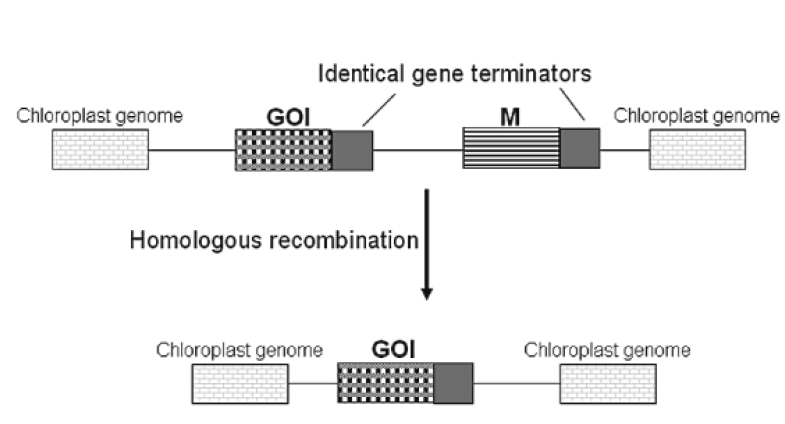 Identical gene terminators
Chloroplast genome GOI M Chloroplast genome
Homologous recombination
Chloroplast genome GOI Chloroplast genome